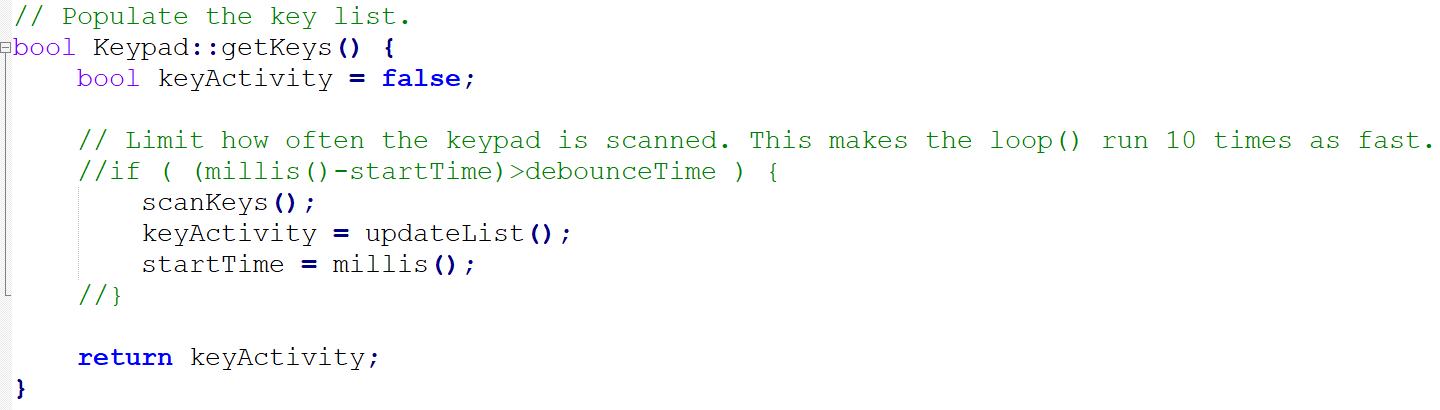 // Populate the key list.
bool Keypad::getKeys() {
    bool keyActivity = false;

    // Limit how often the keypad is scanned. This makes the loop() run 10 times as fast.
    //if ( (millis()-startTime)>debounceTime ) {
        scanKeys();
        keyActivity = updateList();
        startTime = millis();
    //}

    return keyActivity;
}